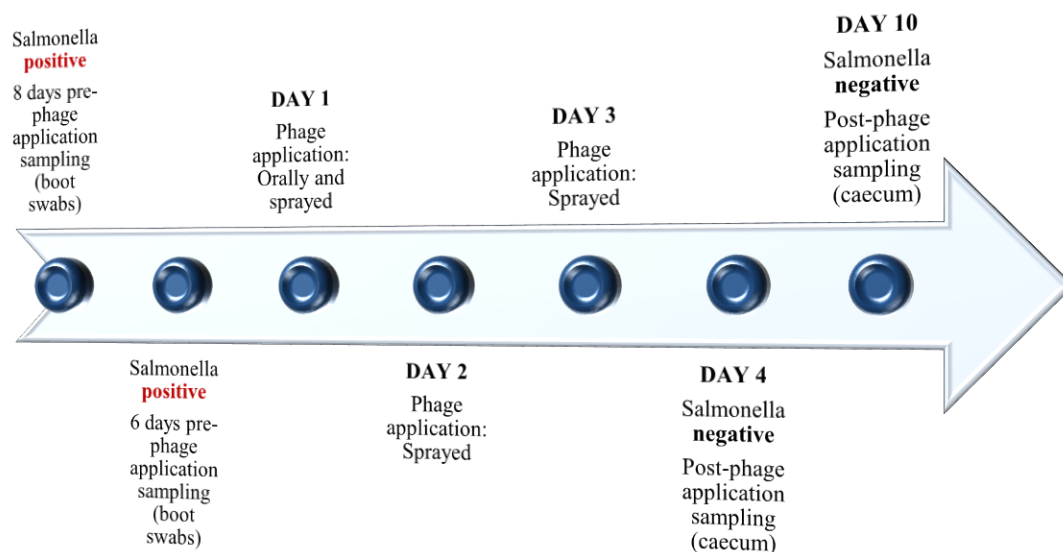 Salmonella
positive
8 days pre-
phage
application
sampling
(boot
swabs)
Salmonella
positive
6 days pre-
phage
application
sampling
(boot
swabs)
DAY 1
Phage
application:
Orally and
sprayed
DAY 2
Phage
application:
Sprayed
DAY 3
Phage
application:
Sprayed
DAY 4
Salmonella
negative
Post-phage
application
sampling
(caecum)
DAY 10
Salmonella
negative
Post-phage
application
sampling
(caecum)